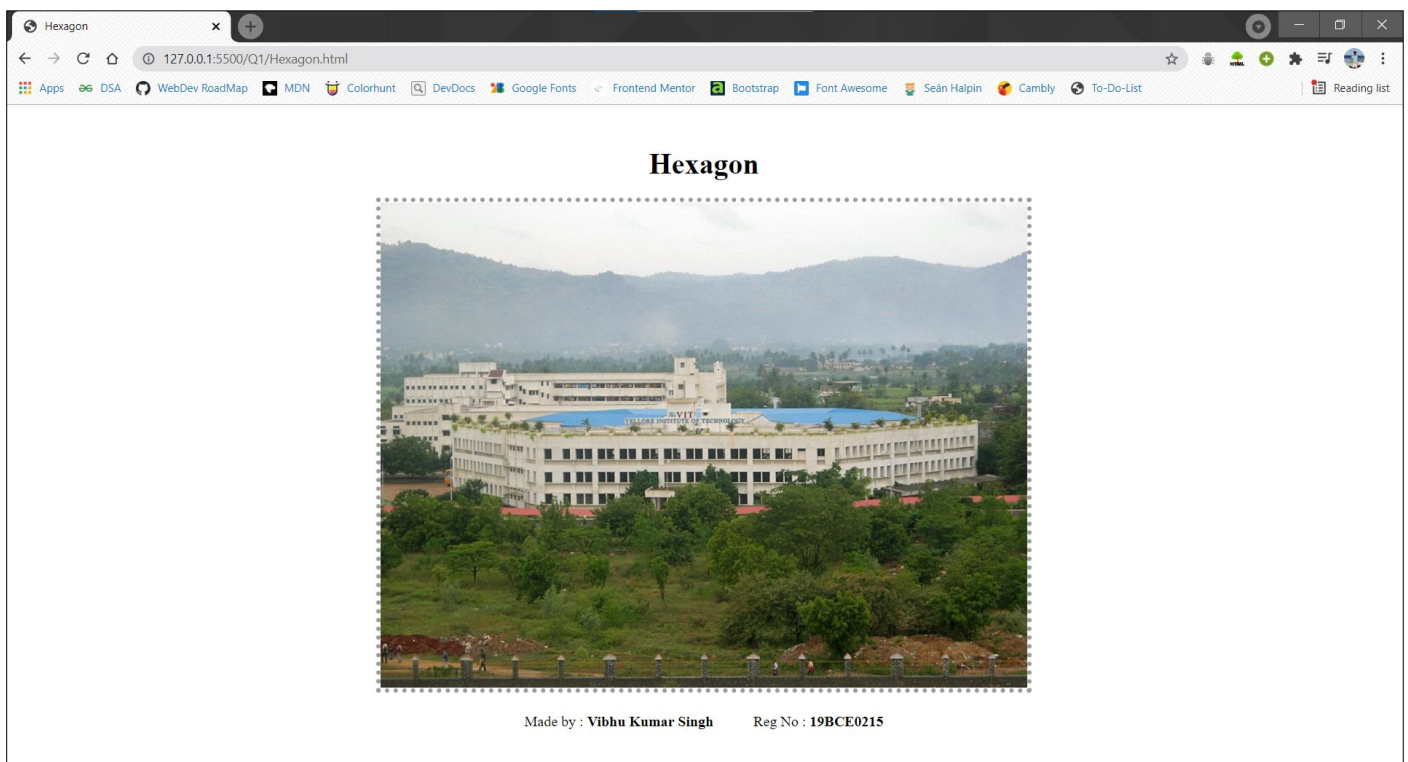 Hexagon
127.0.0.1:5500/Q1/Hexagon.html
Apps DSA WebDev RoadMap MDN Colorhunt DevDocs Google Fonts Frontend Mentor Bootstrap Font Awesome Seán Halpin Cambly To-Do-List Reading list
Hexagon
VIT
VELLORE INSTITUTE OF TECHNOLOGY
Made by : Vibhu Kumar Singh Reg No : 19BCE0215